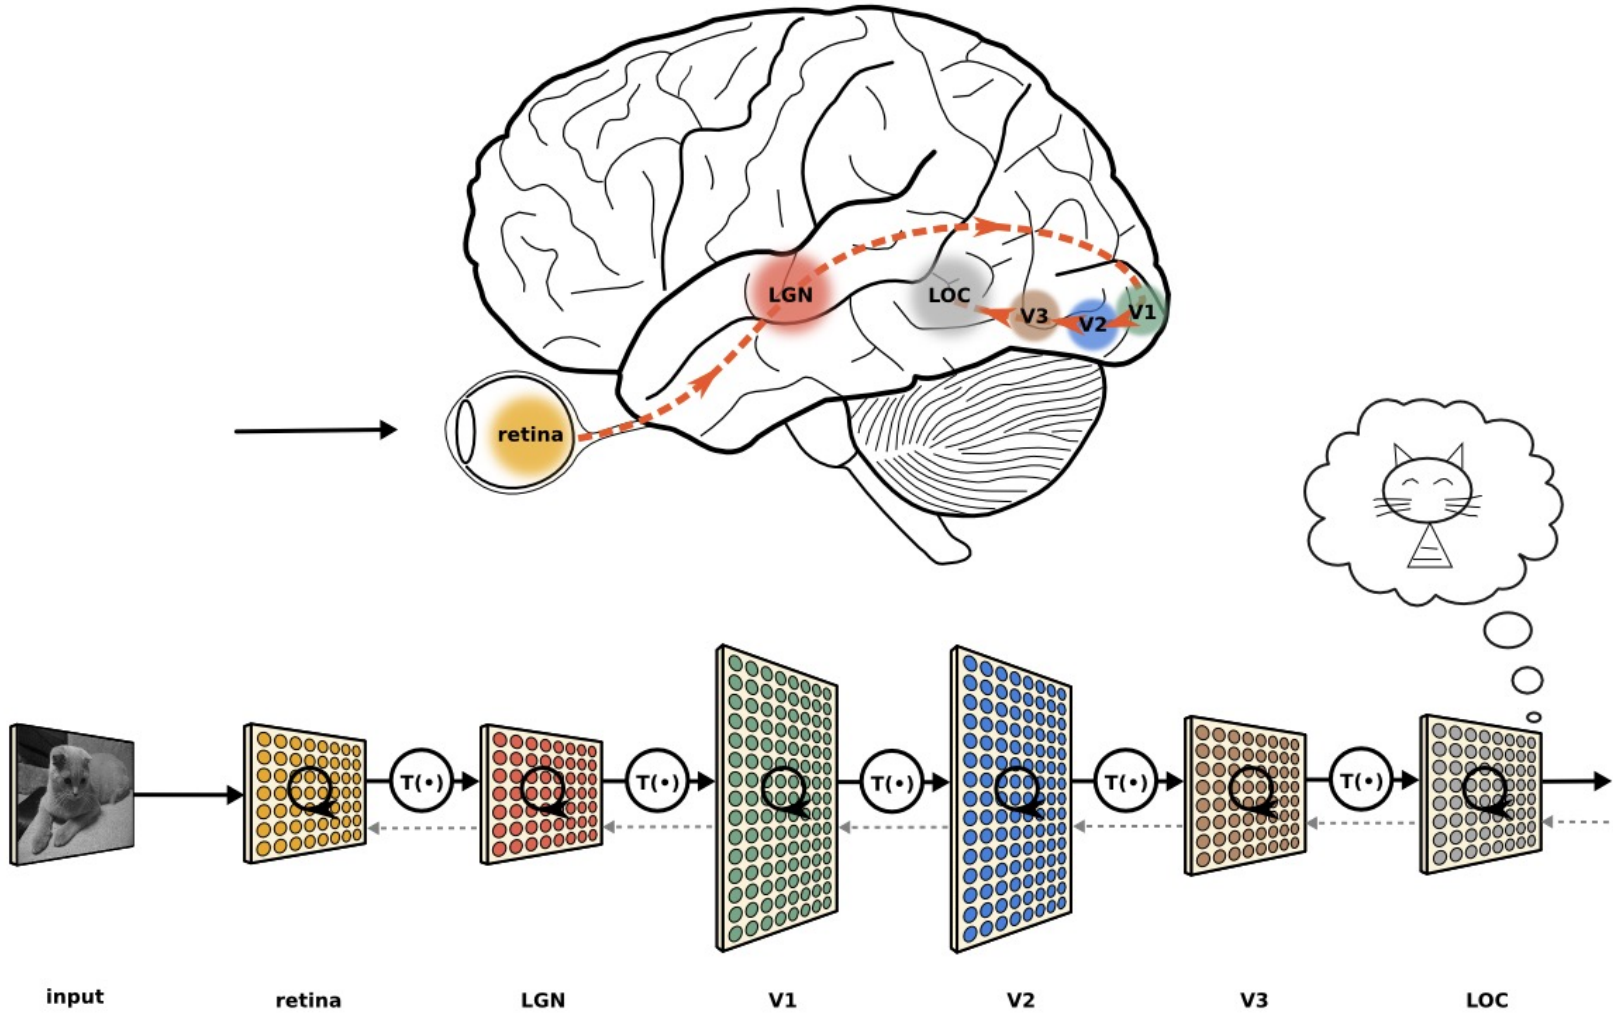 LGN
LOC
V3
V2
V1
retina
T(•)
T(•)
T(•)
T(•)
T(•)
input
retina
LGN
V1
V2
V3
LOC